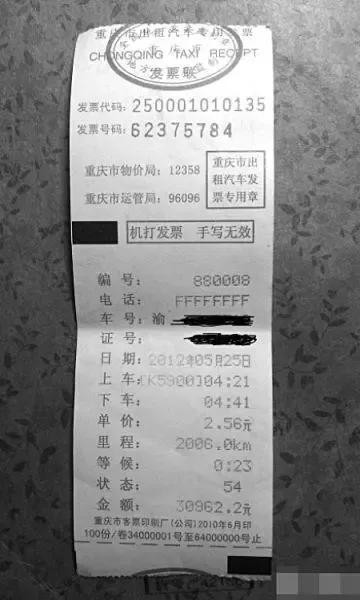 重庆市出租汽车专用发票
CHONGQING TAXI RECEIPT
重庆市
发票联
发票代码: 250001010135
发票号码: 62375784
重庆市物价局: 12358
重庆市运管局: 96096
重庆市出
租汽车发
票专用章
机打发票 手写无效
编号: 880008
电话: FFFFFFFF
车号: 渝
证号:
日期: 2012年05月25日
上车:[K5900]04:21
下车: 04:41
单价: 2.56元
里程: 2006.0km
等候: 0:23
状态: 54
金额: 30962.2元
重庆市客票印刷厂(公司)2010年6月印
100份/卷34000001号至64000000号止